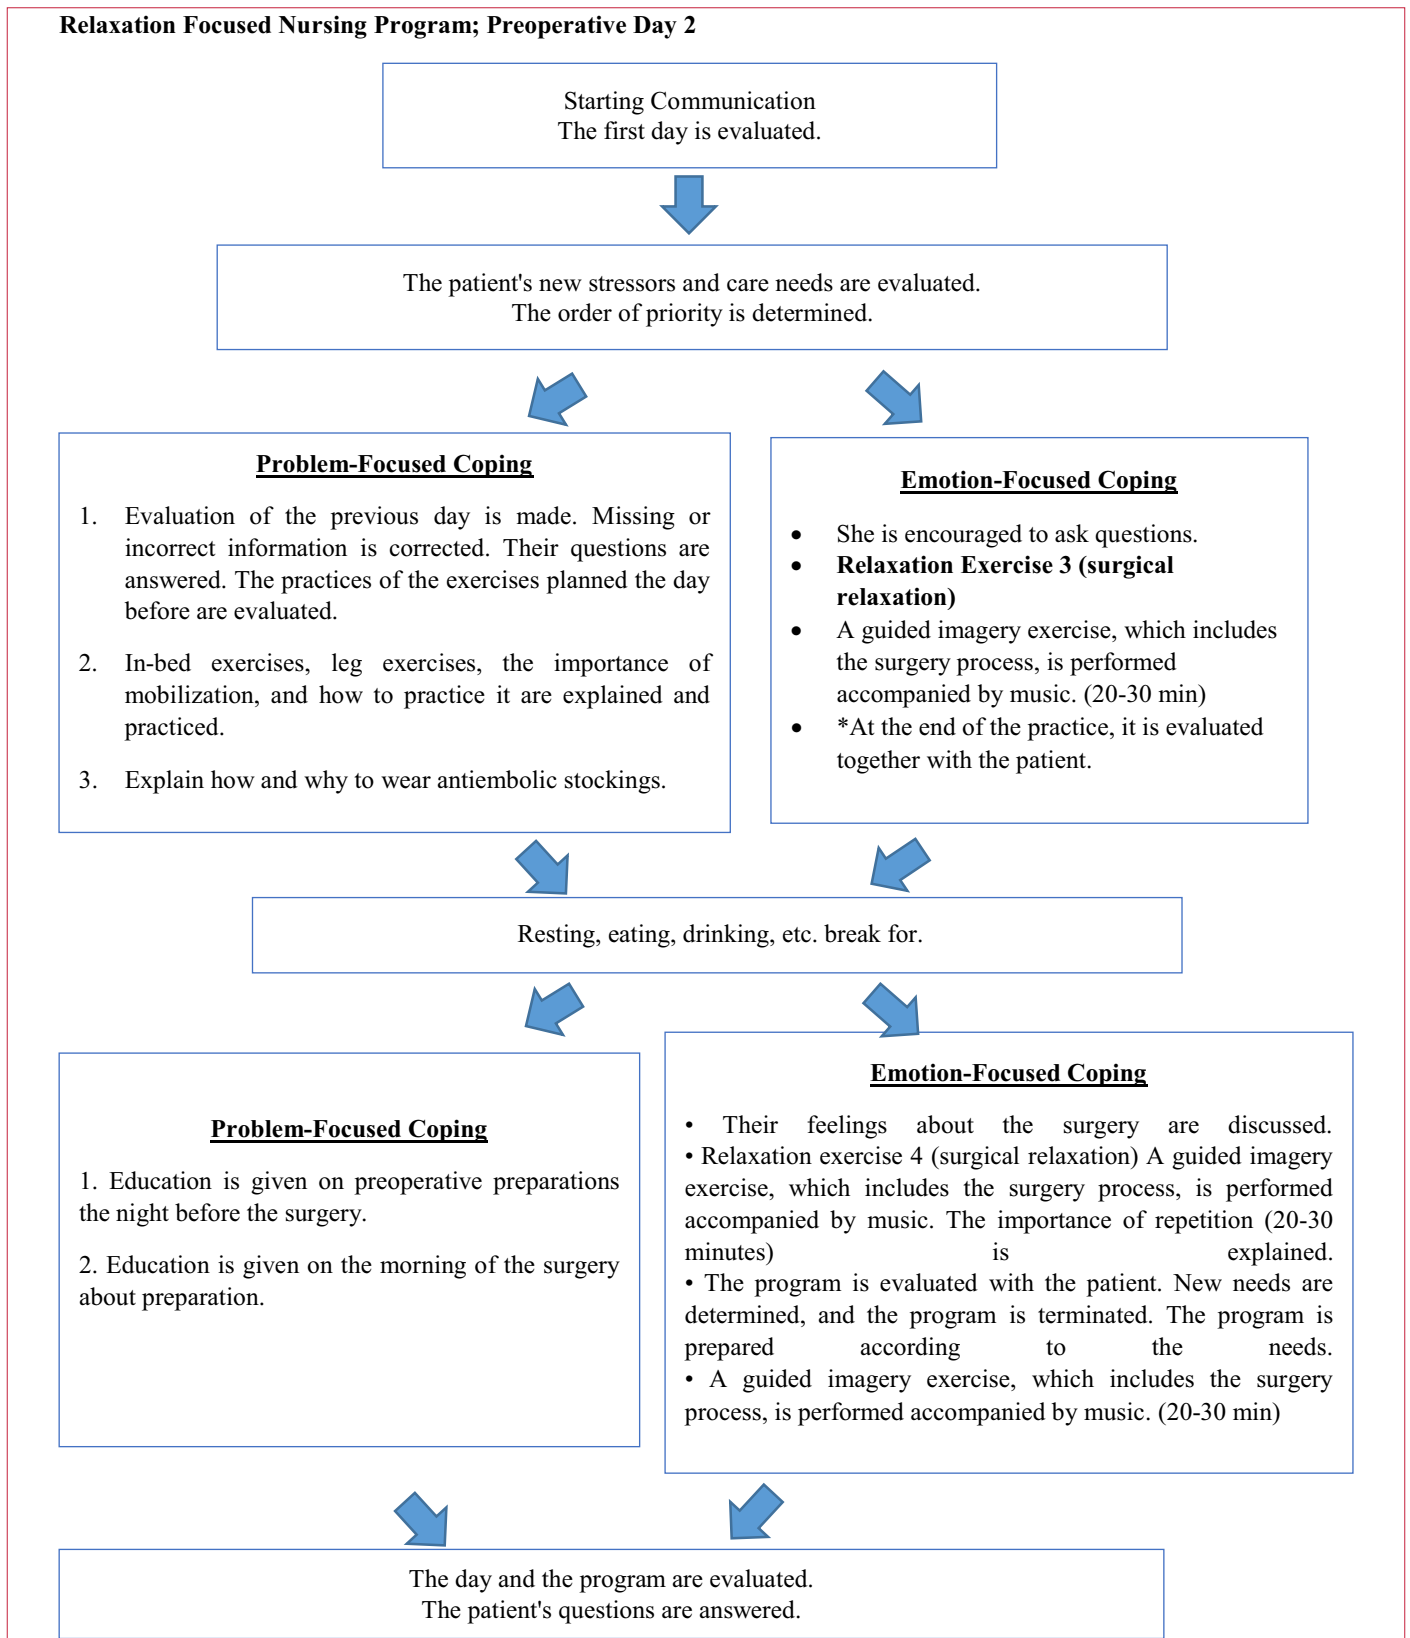 Relaxation Focused Nursing Program; Preoperative Day 2
Starting Communication
The first day is evaluated.
The patient's new stressors and care needs are evaluated.
The order of priority is determined.
Problem-Focused Coping
1. Evaluation of the previous day is made. Missing or
incorrect information is corrected. Their questions are
answered. The practices of the exercises planned the day
before are evaluated.
2. In-bed exercises, leg exercises, the importance of
mobilization, and how to practice it are explained and
practiced.
3. Explain how and why to wear antiembolic stockings.
Emotion-Focused Coping
• She is encouraged to ask questions.
• Relaxation Exercise 3 (surgical
relaxation)
• A guided imagery exercise, which includes
the surgery process, is performed
accompanied by music. (20-30 min)
• *At the end of the practice, it is evaluated
together with the patient.
Resting, eating, drinking, etc. break for.
Problem-Focused Coping
1. Education is given on preoperative preparations
the night before the surgery.
2. Education is given on the morning of the surgery
about preparation.
Emotion-Focused Coping
• Their feelings about the surgery are discussed.
• Relaxation exercise 4 (surgical relaxation) A guided imagery
exercise, which includes the surgery process, is performed
accompanied by music. The importance of repetition (20-30
minutes) is explained.
• The program is evaluated with the patient. New needs are
determined, and the program is terminated. The program is
prepared according to the needs.
• A guided imagery exercise, which includes the surgery
process, is performed accompanied by music. (20-30 min)
The day and the program are evaluated.
The patient's questions are answered.